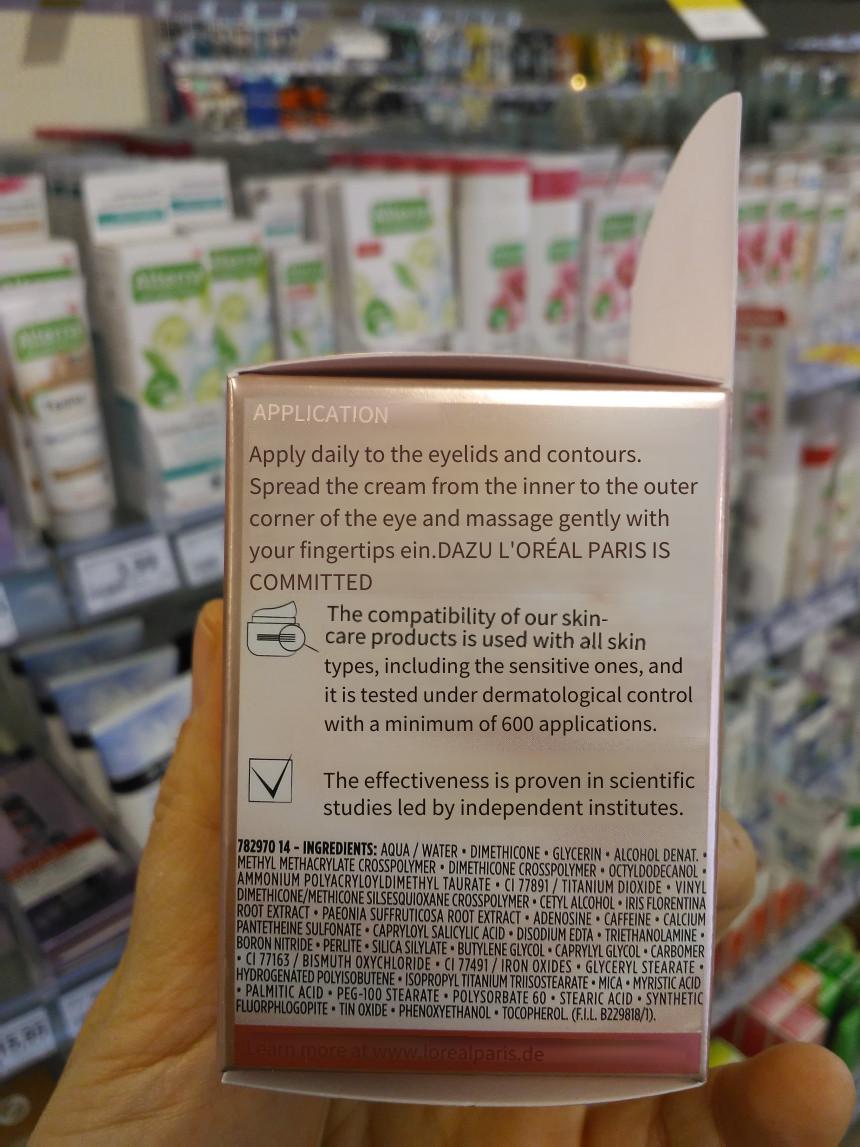 APPLICATION
Apply daily to the eyelids and contours.
Spread the cream from the inner to the outer
corner of the eye and massage gently with
your fingertips ein.DAZU L'ORÉAL PARIS IS
COMMITTED
The compatibility of our skin-
care products is used with all skin
types, including the sensitive ones, and
it is tested under dermatological control
with a minimum of 600 applications.
The effectiveness is proven in scientific
studies led by independent institutes.
782970 14 - INGREDIENTS: AQUA / WATER • DIMETHICONE • GLYCERIN • ALCOHOL DENAT. •
METHYL METHACRYLATE CROSSPOLYMER • DIMETHICONE CROSSPOLYMER • OCTYLDODECANOL •
AMMONIUM POLYACRYLOYLDIMETHYL TAURATE • CI 77891 / TITANIUM DIOXIDE • VINYL
DIMETHICONE/METHICONE SILSESQUIOXANE CROSSPOLYMER • CETYL ALCOHOL • IRIS FLORENTINA
ROOT EXTRACT • PAEONIA SUFFRUTICOSA ROOT EXTRACT • ADENOSINE • CAFFEINE • CALCIUM
PANTETHEINE SULFONATE • CAPRYLOYL SALICYLIC ACID • DISODIUM EDTA • TRIETHANOLAMINE •
BORON NITRIDE • PERLITE • SILICA SILYLATE • BUTYLENE GLYCOL • CAPRYLYL GLYCOL • CARBOMER
• CI 77163 / BISMUTH OXYCHLORIDE • CI 77491 / IRON OXIDES • GLYCERYL STEARATE •
HYDROGENATED POLYISOBUTENE • ISOPROPYL TITANIUM TRIISOSTEARATE • MICA • MYRISTIC ACID
• PALMITIC ACID • PEG-100 STEARATE • POLYSORBATE 60 • STEARIC ACID • SYNTHETIC
FLUORPHLOGOPITE • TIN OXIDE • PHENOXYETHANOL • TOCOPHEROL. (F.I.L. B229818/1).
Learn more at www.lorealparis.de